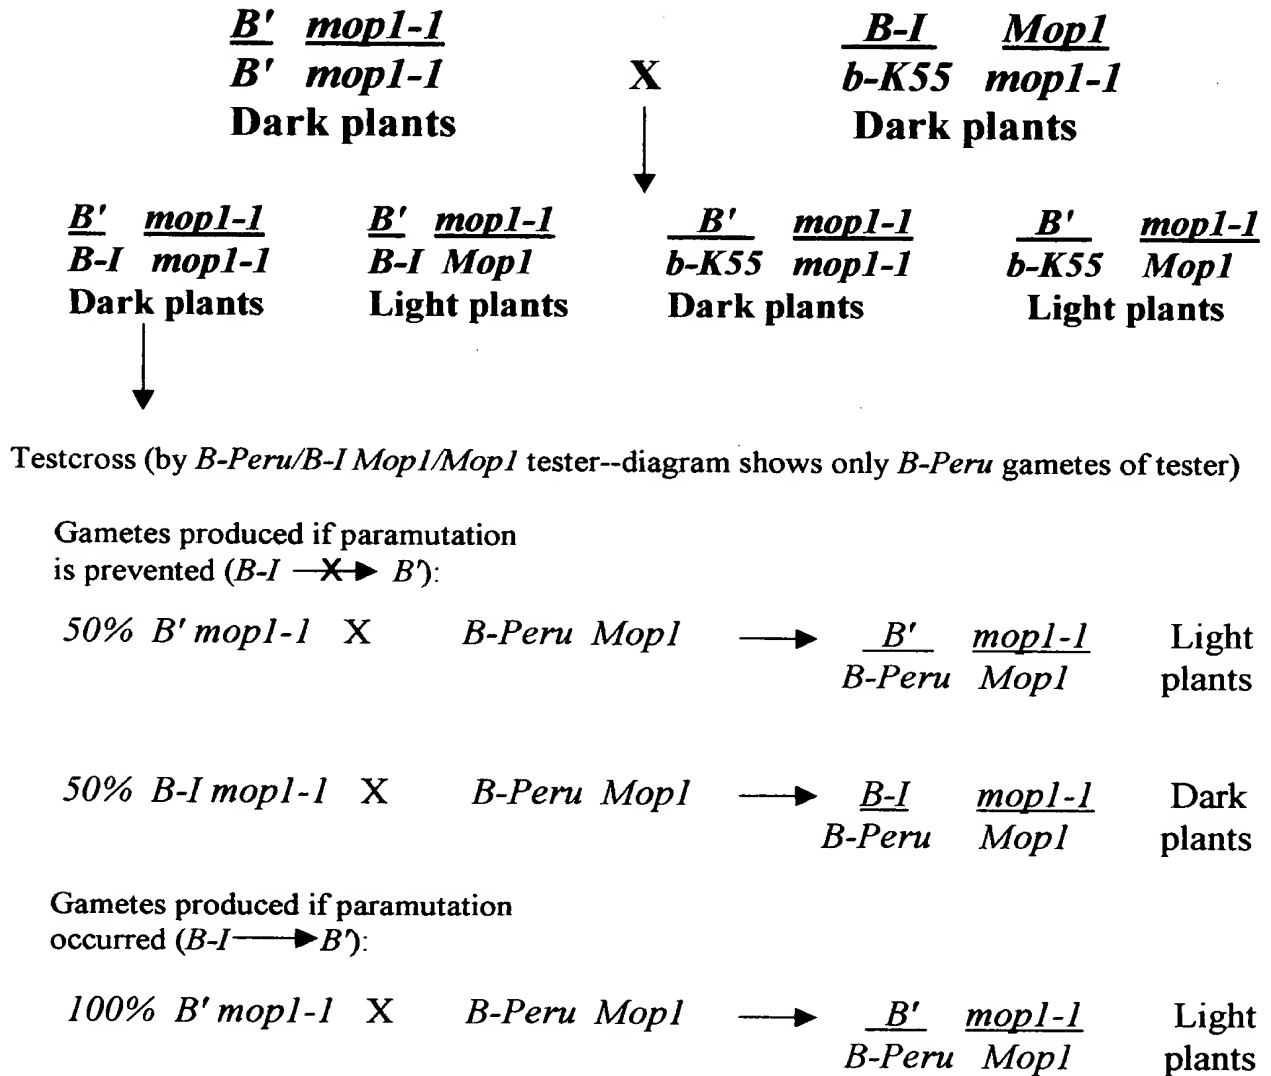 B' mop1-1 B-I Mop1
B' mop1-1 X b-K55 mop1-1
Dark plants Dark plants
B' mop1-1 B' mop1-1 B' mop1-1 B' mop1-1
B-I mop1-1 B-I Mop1 b-K55 mop1-1 b-K55 Mop1
Dark plants Light plants Dark plants Light plants
Testcross (by B-Peru/B-I Mop1/Mop1 tester--diagram shows only B-Peru gametes of tester)
Gametes produced if paramutation
is prevented (B-I —X→ B'):
50% B' mop1-1 X B-Peru Mop1 → B' mop1-1 Light
B-Peru Mop1 plants
50% B-I mop1-1 X B-Peru Mop1 → B-I mop1-1 Dark
B-Peru Mop1 plants
Gametes produced if paramutation
occurred (B-I → B'):
100% B' mop1-1 X B-Peru Mop1 → B' mop1-1 Light
B-Peru Mop1 plants